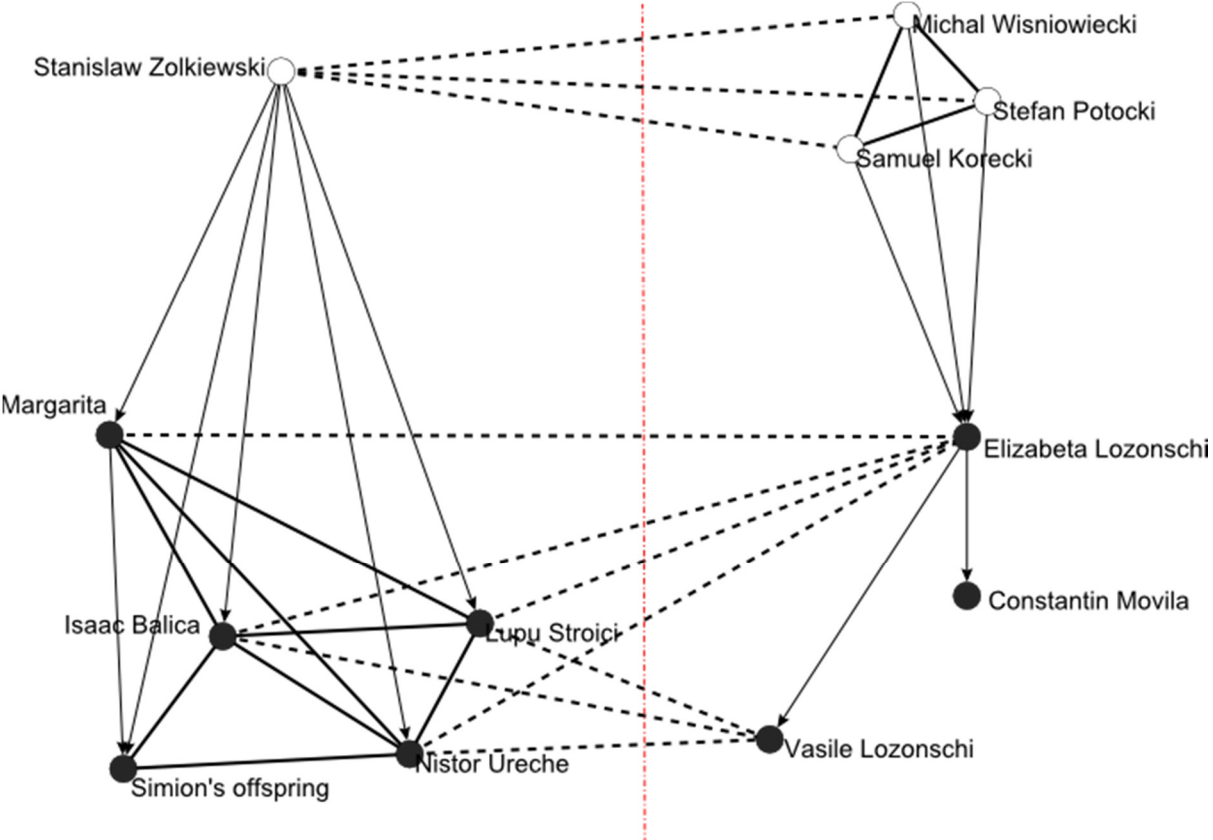 Michal Wisniowiecki
Stanislaw Zolkiewski
Stefan Potocki
Samuel Korecki
Margarita
Elizabeta Lozonschi
Constantin Movila
Isaac Balica
Lupu Stroici
Vasile Lozonschi
Nistor Ureche
Simion's offspring